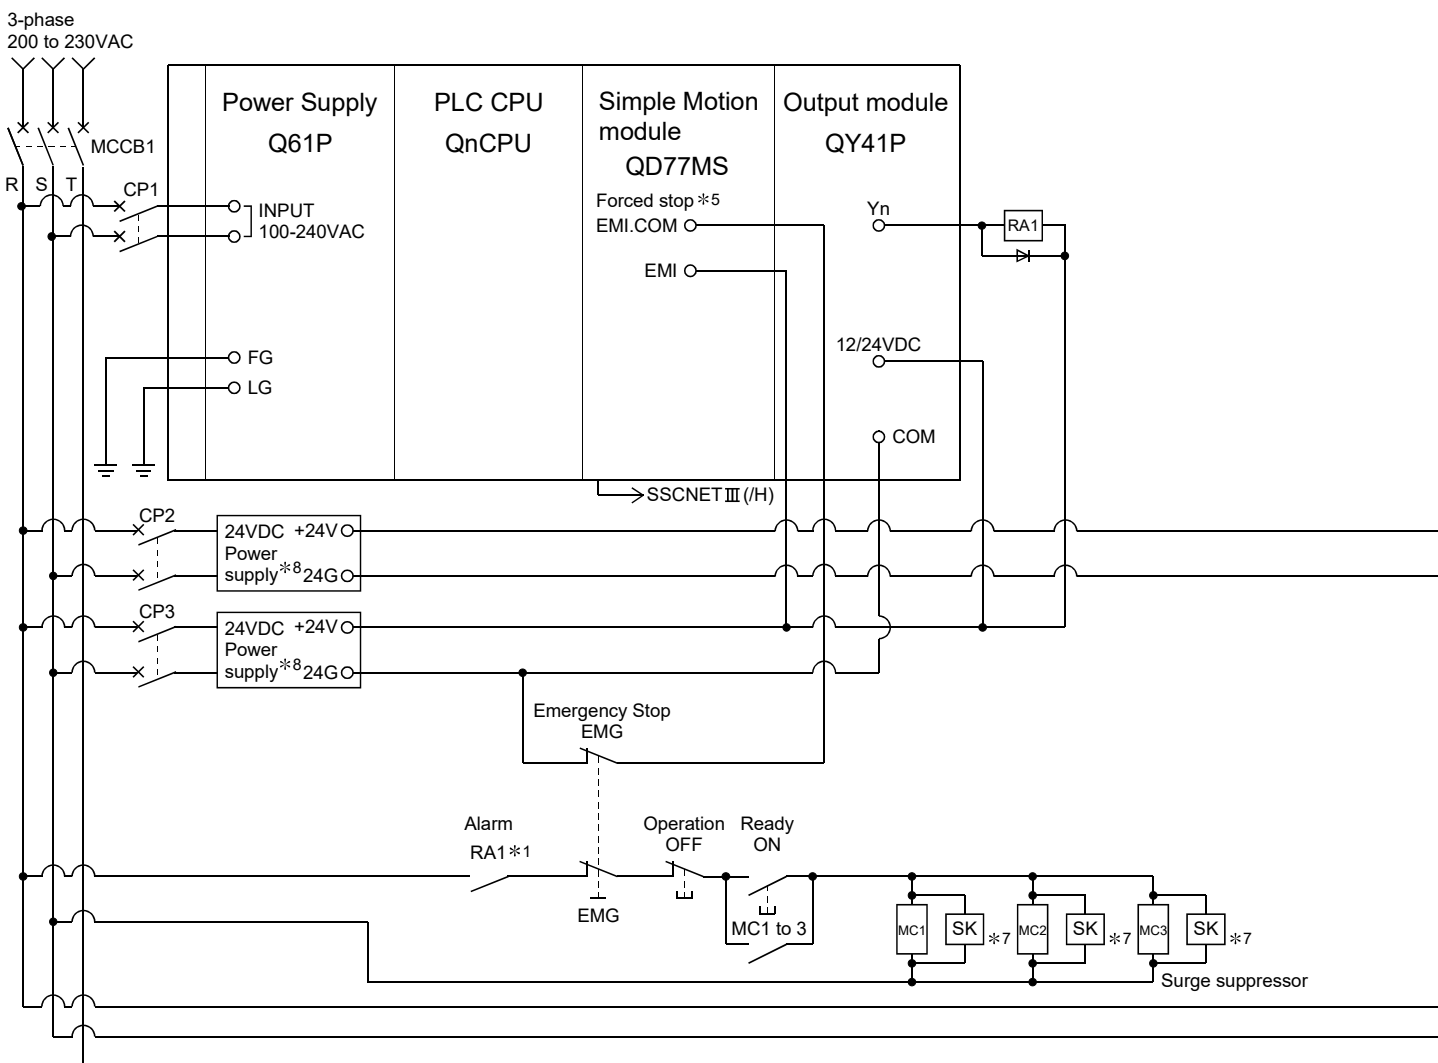 3-phase
200 to 230VAC
MCCB1
R S T
CP1
Power Supply
Q61P
INPUT
100-240VAC
FG
LG
PLC CPU
QnCPU
Simple Motion
module
QD77MS
Forced stop＊5
EMI.COM
EMI
Output module
QY41P
Yn
12/24VDC
COM
RA1
SSCNETⅢ(/H)
CP2
24VDC +24V
Power
supply＊8 24G
CP3
24VDC +24V
Power
supply＊8 24G
Emergency Stop
EMG
Alarm
RA1＊1
EMG
Operation
OFF
Ready
ON
MC1 to 3
MC1
SK
＊7
MC2
SK
＊7
MC3
SK
＊7
Surge suppressor